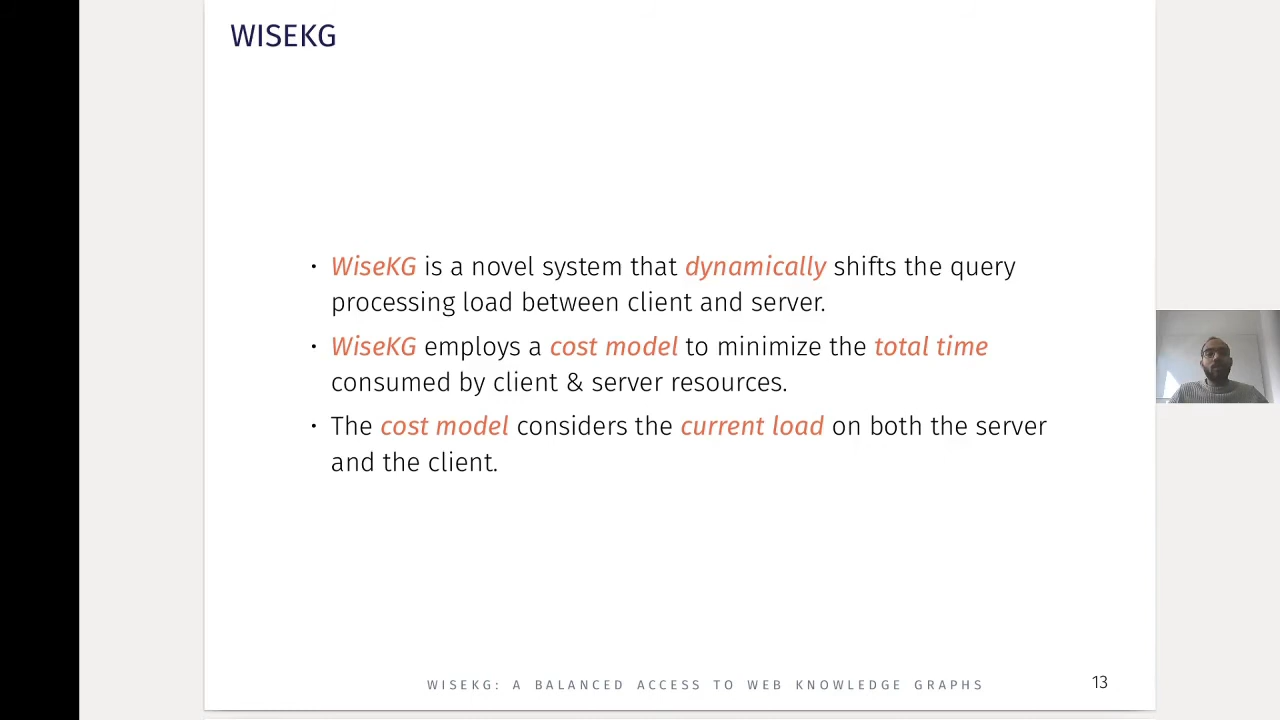 WISEKG
· WiseKG is a novel system that dynamically shifts the query
processing load between client and server.
· WiseKG employs a cost model to minimize the total time
consumed by client & server resources.
· The cost model considers the current load on both the server
and the client.
WISEKG: A BALANCED ACCESS TO WEB KNOWLEDGE GRAPHS
13